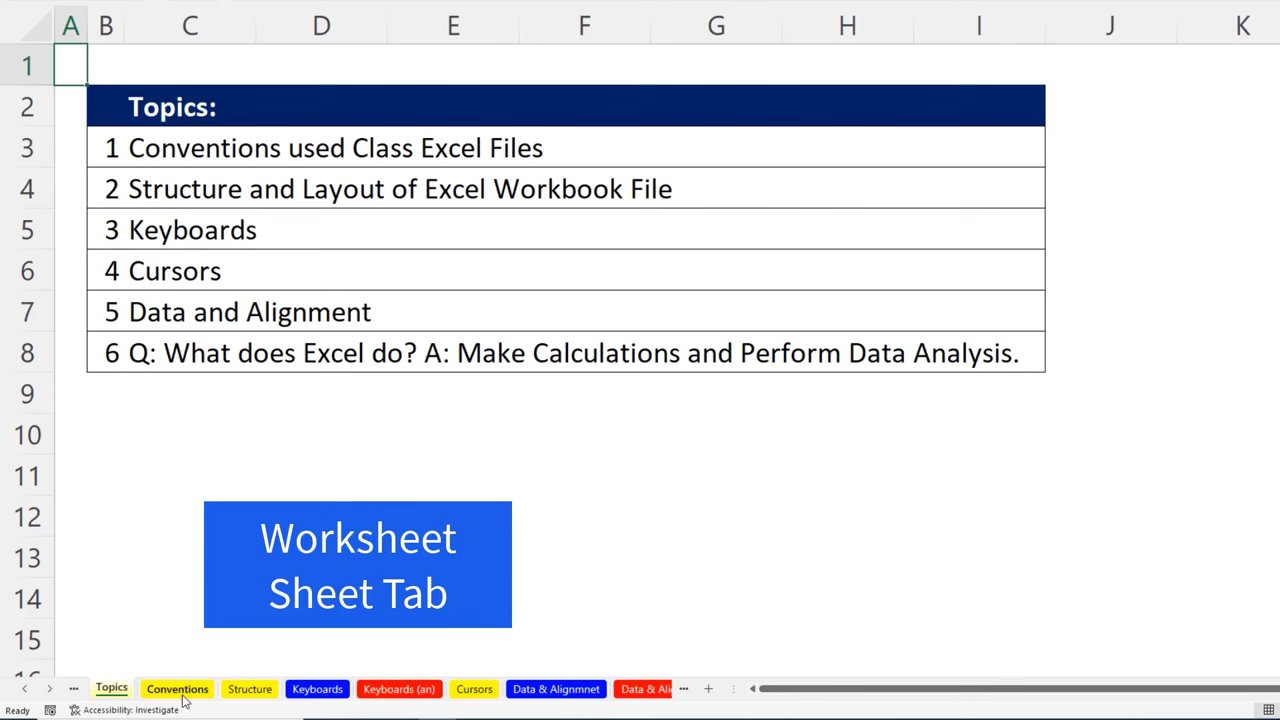 A B C D E F G H I J K
1
2 Topics:
3 1 Conventions used Class Excel Files
4 2 Structure and Layout of Excel Workbook File
5 3 Keyboards
6 4 Cursors
7 5 Data and Alignment
8 6 Q: What does Excel do? A: Make Calculations and Perform Data Analysis.
9
10
11
12
13
14
15
Worksheet
Sheet Tab
Topics Conventions Structure Keyboards Keyboards (an) Cursors Data & Alignmnet Data & Ali
Ready Accessibility: Investigate